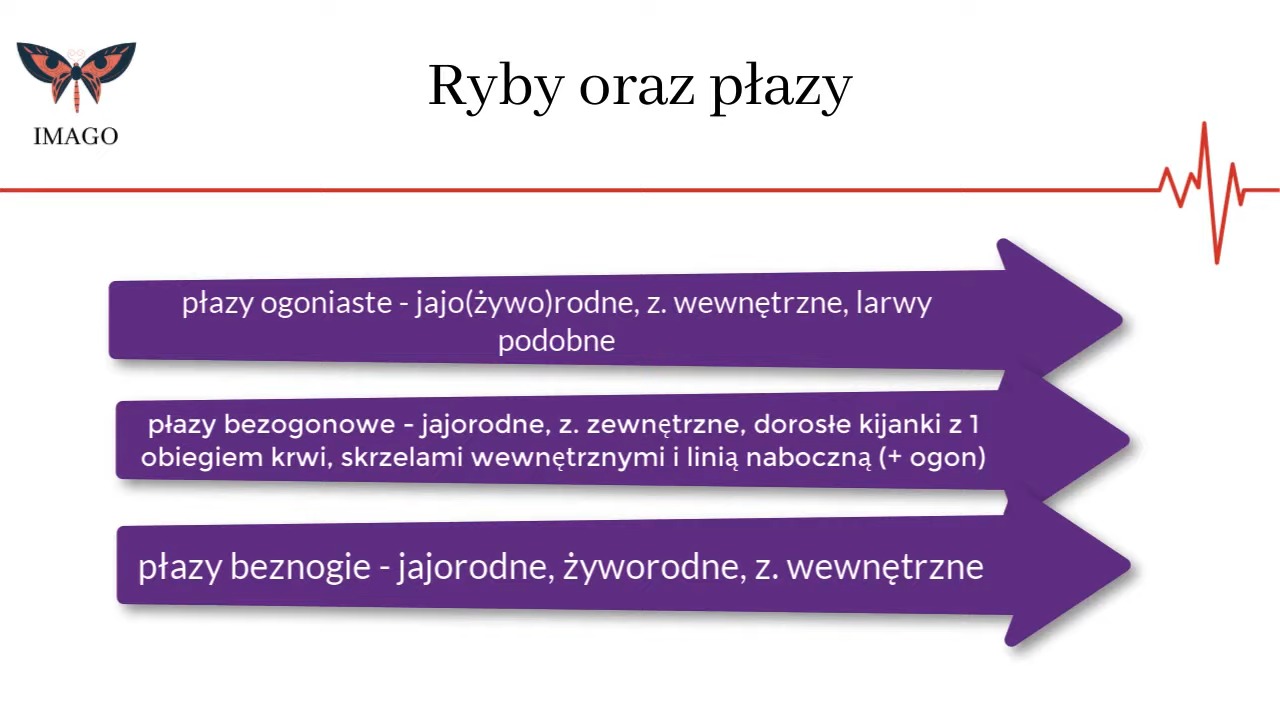 IMAGO
Ryby oraz płazy
płazy ogoniaste - jajo(żywo)rodne, z. wewnętrzne, larwy
podobne
płazy bezogonowe - jajorodne, z. zewnętrzne, dorosłe kijanki z 1
obiegiem krwi, skrzelami wewnętrznymi i linią naboczną (+ ogon)
płazy beznogie - jajorodne, żyworodne, z. wewnętrzne